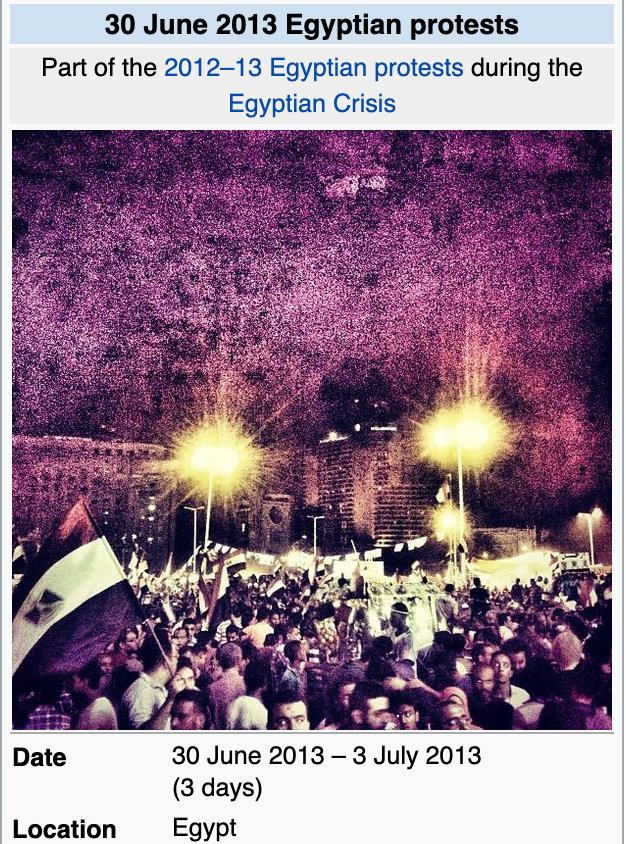 30 June 2013 Egyptian protests
Part of the 2012–13 Egyptian protests during the
Egyptian Crisis
Date 30 June 2013 – 3 July 2013
(3 days)
Location Egypt